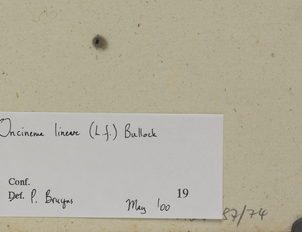 Oncinema lineare (L.f.) Bullock
Conf.
Det. P. Bruyns May '00 19
87/74